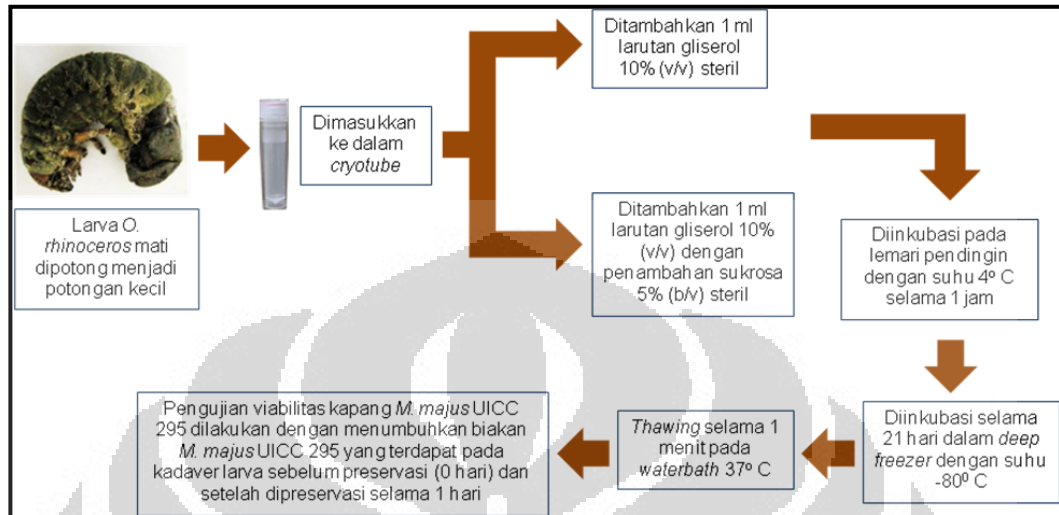 Larva O.
rhinoceros mati
dipotong menjadi
potongan kecil
Dimasukkan
ke dalam
cryotube
Ditambahkan 1 ml
larutan gliserol
10% (v/v) steril
Ditambahkan 1 ml
larutan gliserol 10%
(v/v) dengan
penambahan sukrosa
5% (b/v) steril
Diinkubasi pada
lemari pendingin
dengan suhu 4º C
selama 1 jam
Diinkubasi selama
21 hari dalam deep
freezer dengan suhu
-80º C
Thawing selama 1
menit pada
waterbath 37º C
Pengujian viabilitas kapang M. majus UICC
295 dilakukan dengan menumbuhkan biakan
M. majus UICC 295 yang terdapat pada
kadaver larva sebelum preservasi (0 hari) dan
setelah dipreservasi selama 1 hari